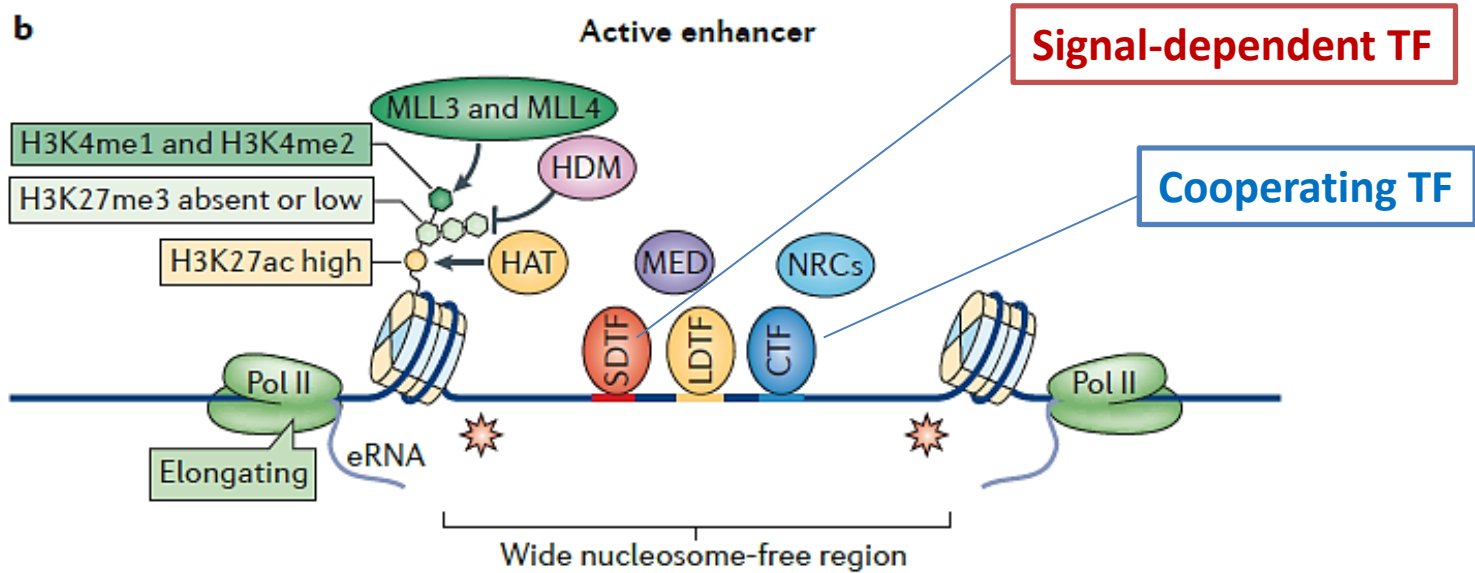 b
Active enhancer
Signal-dependent TF
MLL3 and MLL4
H3K4me1 and H3K4me2
HDM
Cooperating TF
H3K27me3 absent or low
H3K27ac high
HAT
MED
NRCs
SDTF
LDTF
CTF
Pol II
Pol II
eRNA
Elongating
Wide nucleosome-free region